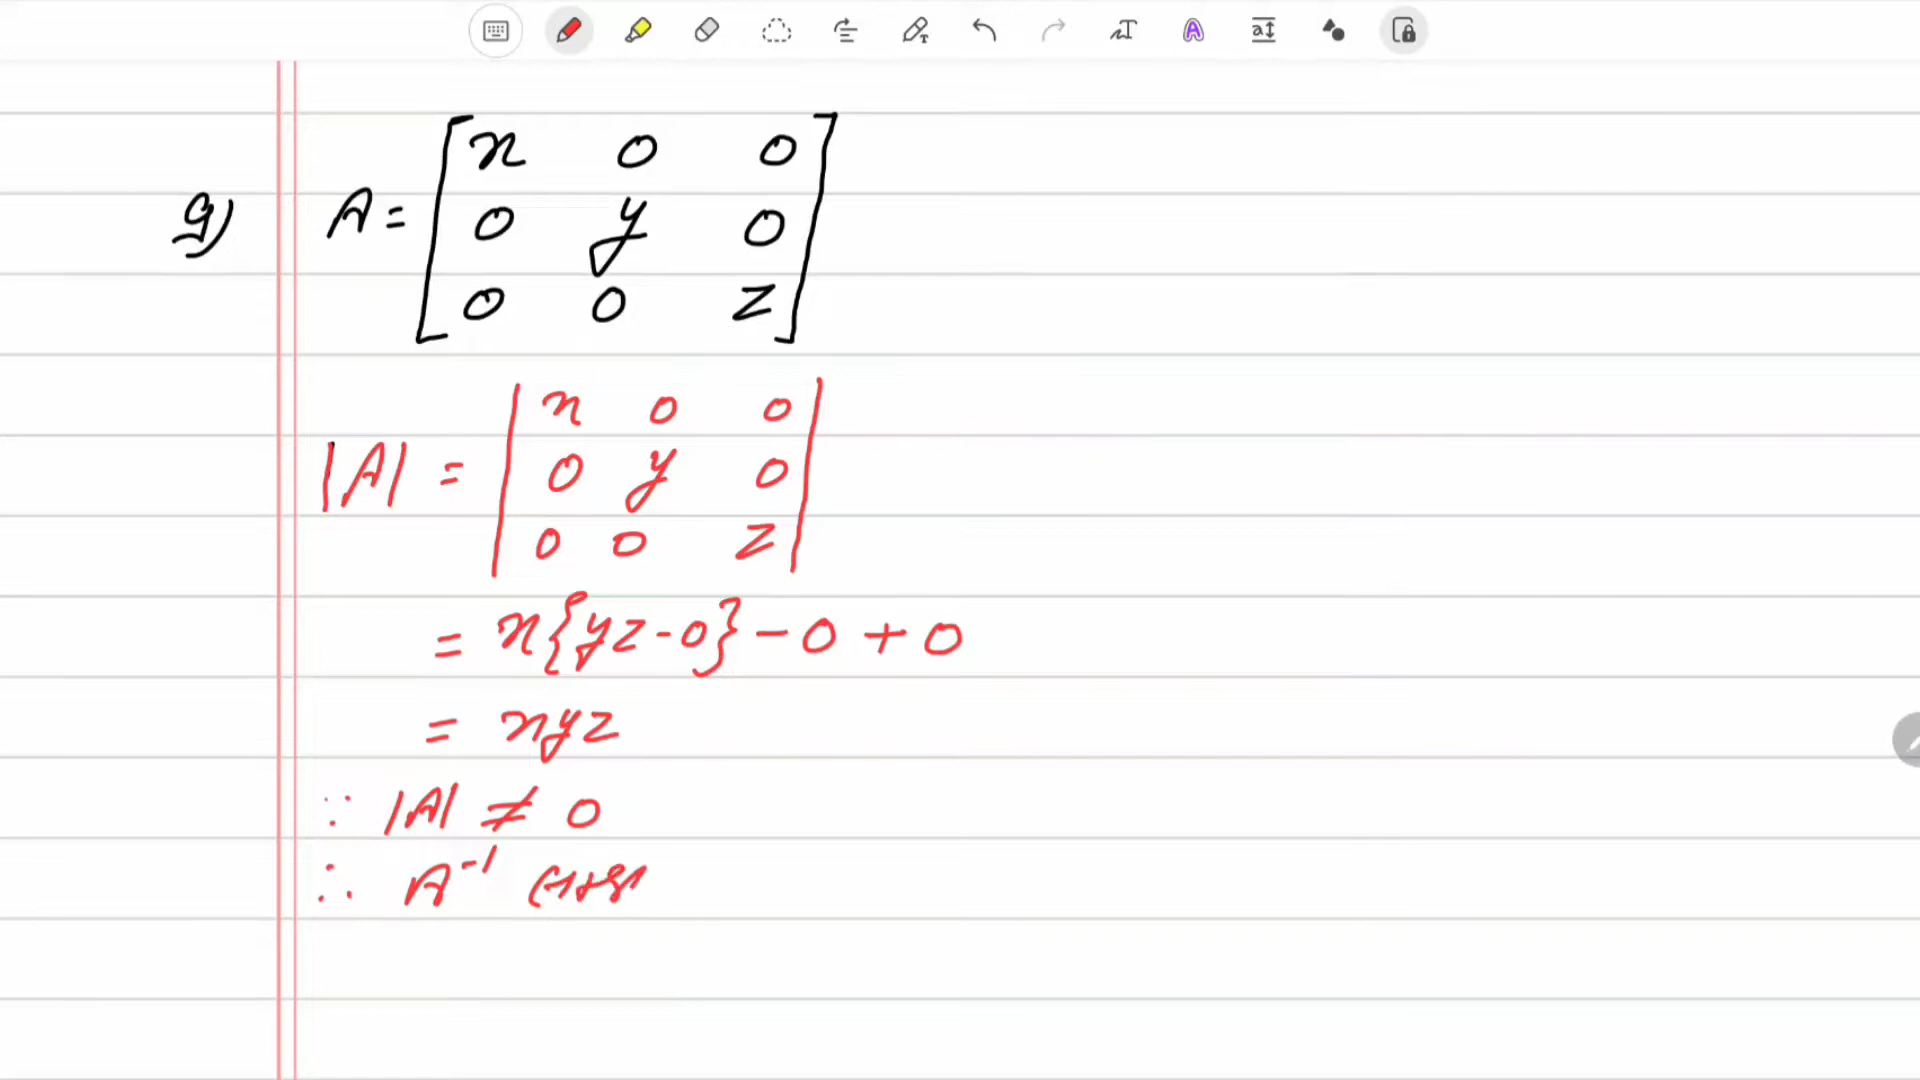 x 0 0
9) A = 0 y 0
0 0 z
x 0 0
|A| = 0 y 0
0 0 z
= x{yz-0} - 0 + 0
= xyz
∵ |A| ≠ 0
∴ A⁻¹